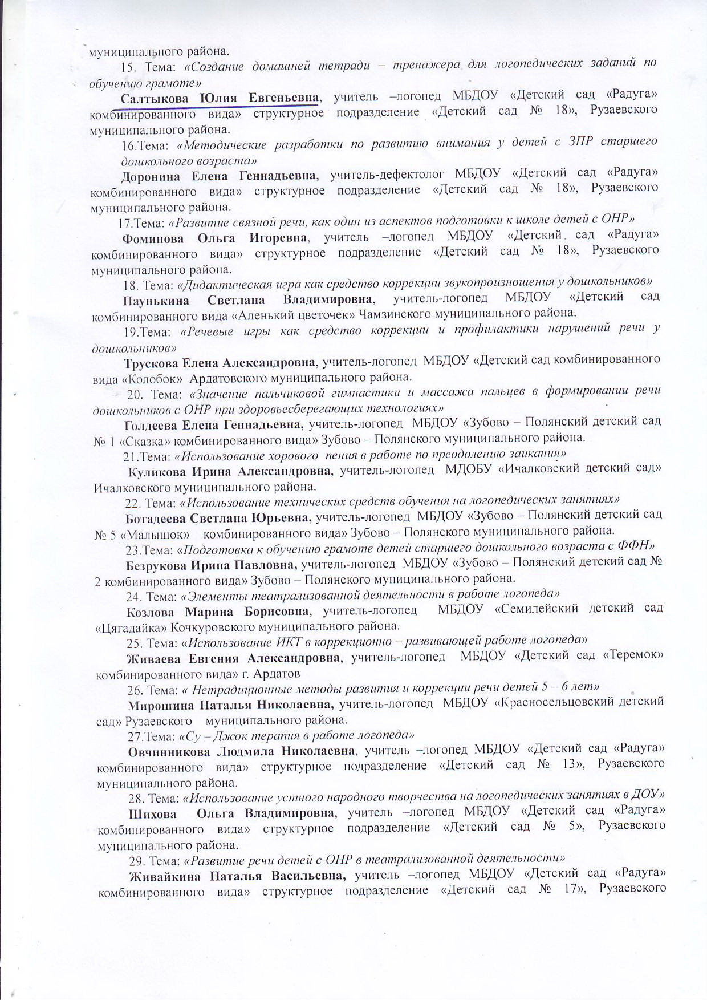 муниципального района.
15. Тема: «Создание домашней тетради – тренажера для логопедических заданий по
обучению грамоте»
Салтыкова Юлия Евгеньевна, учитель –логопед МБДОУ «Детский сад «Радуга»
комбинированного вида» структурное подразделение «Детский сад № 18», Рузаевского
муниципального района.
16.Тема: «Методические разработки по развитию внимания у детей с ЗПР старшего
дошкольного возраста»
Доронина Елена Геннадьевна, учитель-дефектолог МБДОУ «Детский сад «Радуга»
комбинированного вида» структурное подразделение «Детский сад № 18», Рузаевского
муниципального района.
17.Тема: «Развитие связной речи, как один из аспектов подготовки к школе детей с ОНР»
Фоминова Ольга Игоревна, учитель –логопед МБДОУ «Детский сад «Радуга»
комбинированного вида» структурное подразделение «Детский сад № 18», Рузаевского
муниципального района.
18. Тема: «Дидактическая игра как средство коррекции звукопроизношения у дошкольников»
Паунькина Светлана Владимировна, учитель-логопед МБДОУ «Детский сад
комбинированного вида «Аленький цветочек» Чамзинского муниципального района.
19.Тема: «Речевые игры как средство коррекции и профилактики нарушений речи у
дошкольников»
Трускова Елена Александровна, учитель-логопед МБДОУ «Детский сад комбинированного
вида «Колобок» Ардатовского муниципального района.
20. Тема: «Значение пальчиковой гимнастики и массажа пальцев в формировании речи
дошкольников с ОНР при здоровьесберегающих технологиях»
Голдеева Елена Геннадьевна, учитель-логопед МБДОУ «Зубово – Полянский детский сад
№ 1 «Сказка» комбинированного вида» Зубово – Полянского муниципального района.
21.Тема: «Использование хорового пения в работе по преодолению заикания»
Куликова Ирина Александровна, учитель-логопед МДОБУ «Ичалковский детский сад»
Ичалковского муниципального района.
22. Тема: «Использование технических средств обучения на логопедических занятиях»
Ботадеева Светлана Юрьевна, учитель-логопед МБДОУ «Зубово – Полянский детский сад
№ 5 «Малышок» комбинированного вида» Зубово – Полянского муниципального района.
23.Тема: «Подготовка к обучению грамоте детей старшего дошкольного возраста с ФФН»
Безрукова Ирина Павловна, учитель-логопед МБДОУ «Зубово – Полянский детский сад №
2 комбинированного вида» Зубово – Полянского муниципального района.
24. Тема: «Элементы театрализованной деятельности в работе логопеда»
Козлова Марина Борисовна, учитель-логопед МБДОУ «Семилейский детский сад
«Цягадайка» Кочкуровского муниципального района.
25. Тема: «Использование ИКТ в коррекционно – развивающей работе логопеда»
Живаева Евгения Александровна, учитель-логопед МБДОУ «Детский сад «Теремок»
комбинированного вида» г. Ардатов
26. Тема: « Нетрадиционные методы развития и коррекции речи детей 5 – 6 лет»
Мирошина Наталья Николаевна, учитель-логопед МБДОУ «Красносельцовский детский
сад» Рузаевского муниципального района.
27.Тема: «Су – Джок терапия в работе логопеда»
Овчинникова Людмила Николаевна, учитель –логопед МБДОУ «Детский сад «Радуга»
комбинированного вида» структурное подразделение «Детский сад № 13», Рузаевского
муниципального района.
28. Тема: «Использование устного народного творчества на логопедических занятиях в ДОУ»
Шихова Ольга Владимировна, учитель –логопед МБДОУ «Детский сад «Радуга»
комбинированного вида» структурное подразделение «Детский сад № 5», Рузаевского
муниципального района.
29. Тема: «Развитие речи детей с ОНР в театрализованной деятельности»
Живайкина Наталья Васильевна, учитель –логопед МБДОУ «Детский сад «Радуга»
комбинированного вида» структурное подразделение «Детский сад № 17», Рузаевского